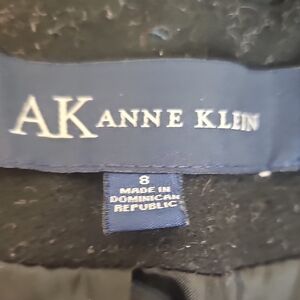 AK ANNE KLEIN
8
MADE IN
DOMINICAN
REPUBLIC